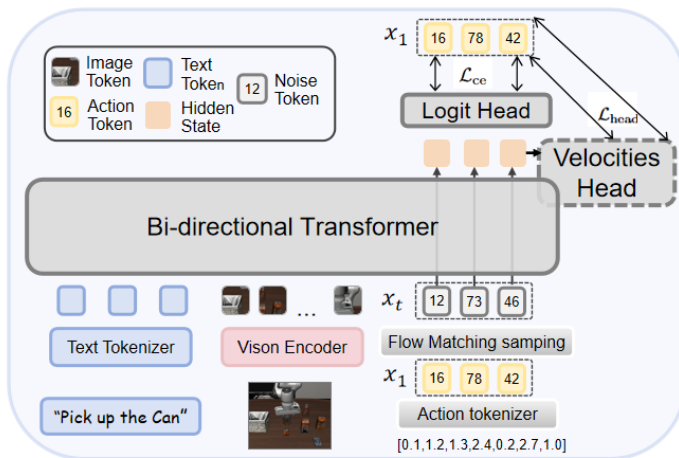 Image
Token
Text
Token
12
Noise
Token
16
Action
Token
Hidden
State
x₁
16
78
42
ℒce
Logit Head
ℒhead
Velocities
Head
Bi-directional Transformer
...
xₜ
12
73
46
Text Tokenizer
Vison Encoder
Flow Matching samping
x₁
16
78
42
"Pick up the Can"
Action tokenizer
[0.1,1.2,1.3,2.4,0.2,2.7,1.0]